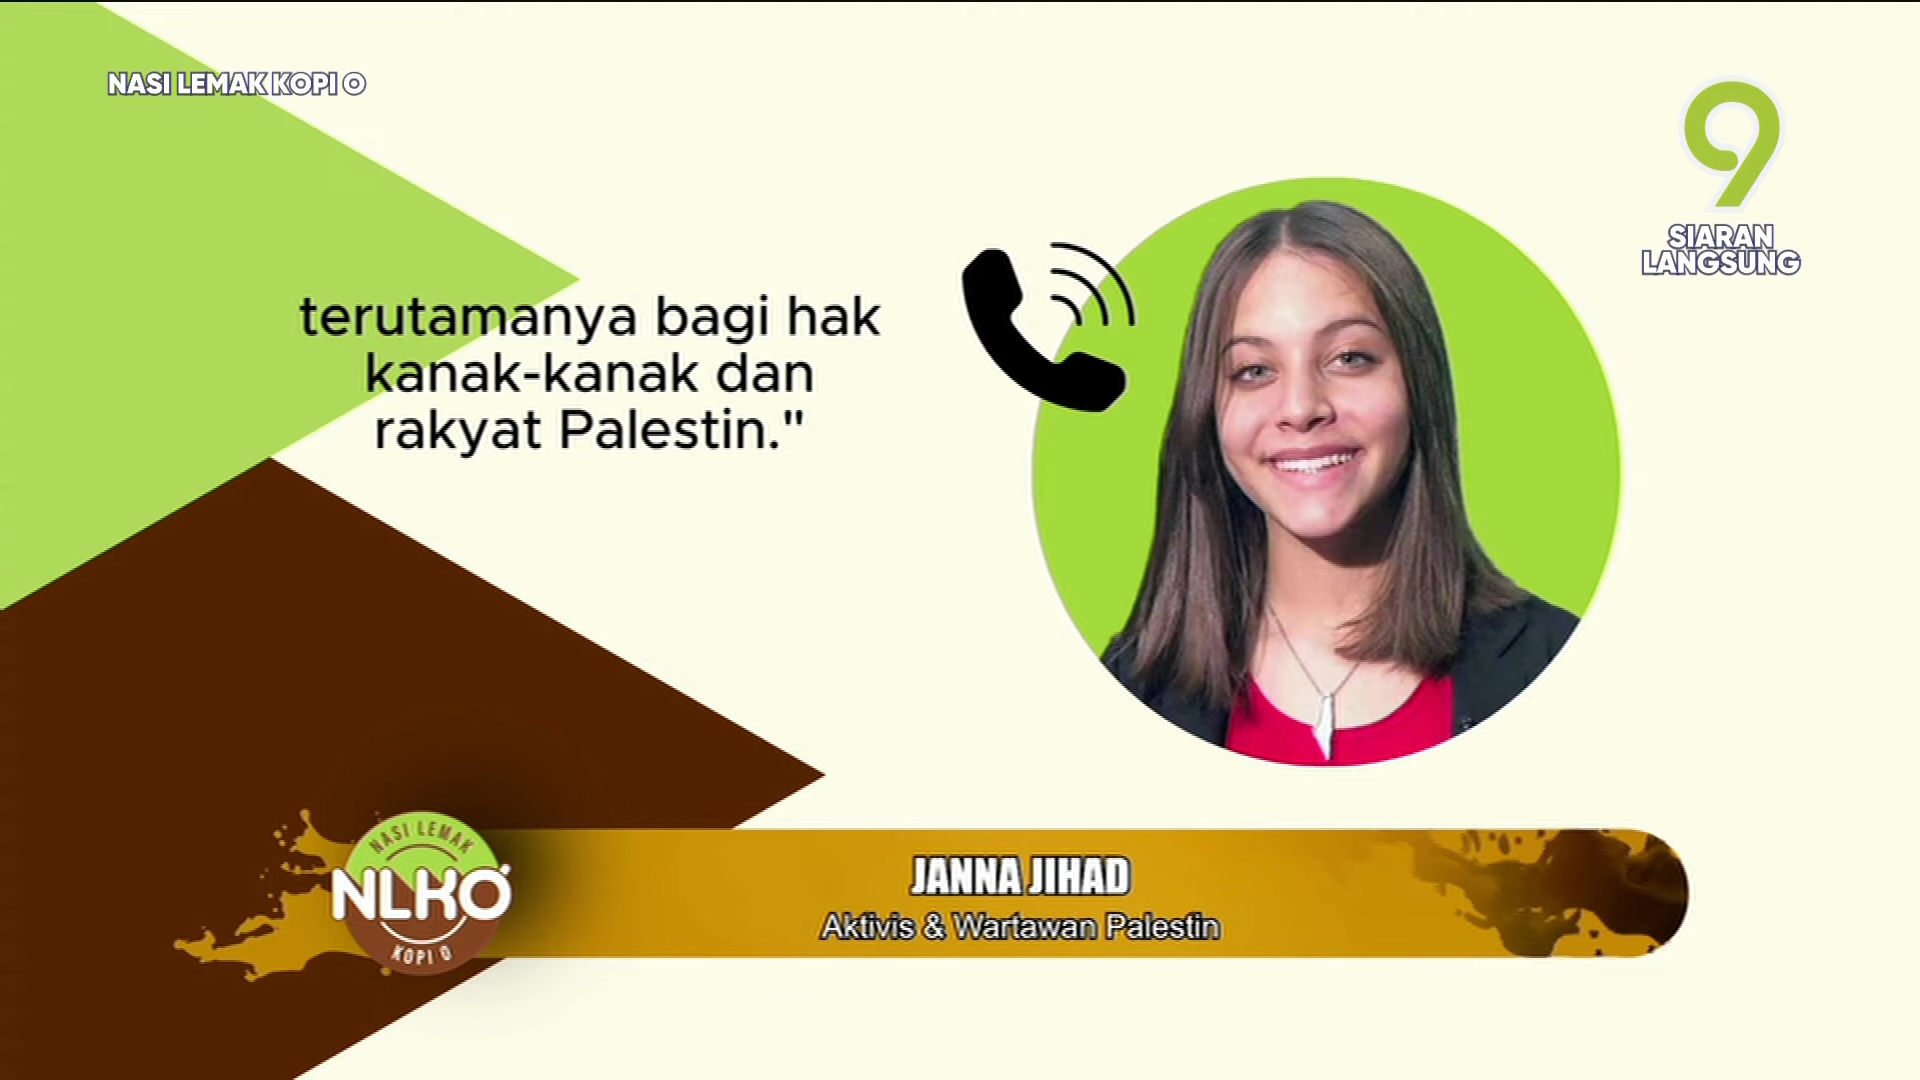 NASI LEMAK KOPI O
9
SIARAN
LANGSUNG
terutamanya bagi hak
kanak-kanak dan
rakyat Palestin."
NASI LEMAK
NLKO
KOPI O
JANNA JIHAD
Aktivis & Wartawan Palestin